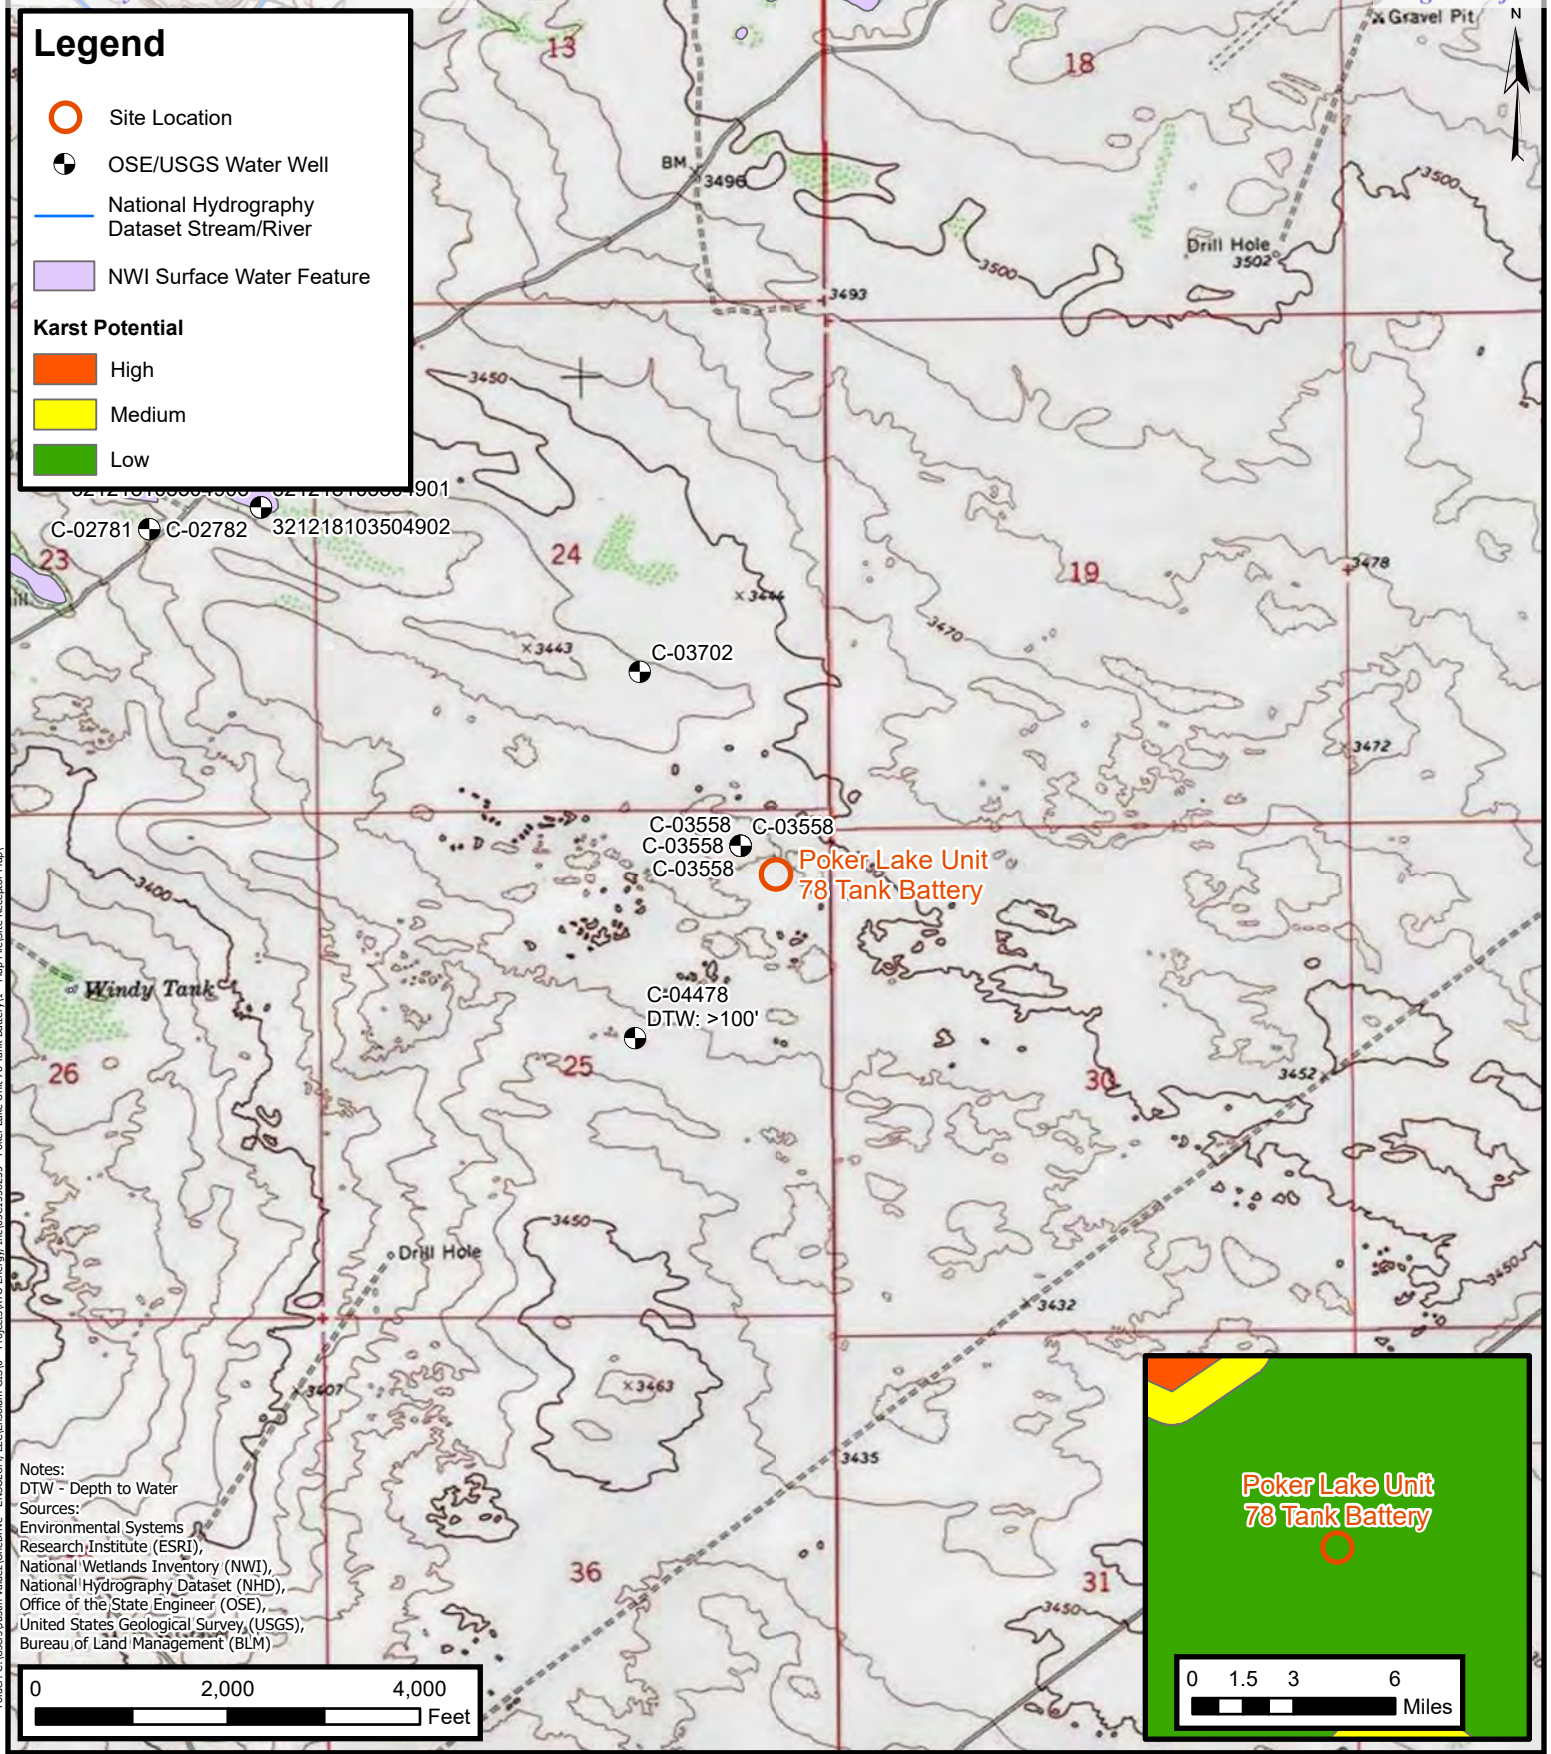 Legend
Site Location
OSE/USGS Water Well
National Hydrography
Dataset Stream/River
NWI Surface Water Feature
Karst Potential
High
Medium
Low
N
Gravel Pit
13
18
BM
3496
3500
Drill Hole
3502
3500
3493
3450
901
C-02781
C-02782
321218103504902
23
24
19
3478
3444
3470
3443
C-03702
3472
C-03558
C-03558
C-03558
C-03558
Poker Lake Unit
78 Tank Battery
3400
Windy Tank
C-04478
DTW: >100'
26
25
30
3452
3450
Drill Hole
3450
3432
3407
3463
3435
36
31
3450
Notes:
DTW - Depth to Water
Sources:
Environmental Systems
Research Institute (ESRI),
National Wetlands Inventory (NWI),
National Hydrography Dataset (NHD),
Office of the State Engineer (OSE),
United States Geological Survey (USGS),
Bureau of Land Management (BLM)
0 2,000 4,000
Feet
Poker Lake Unit
78 Tank Battery
0 1.5 3 6
Miles